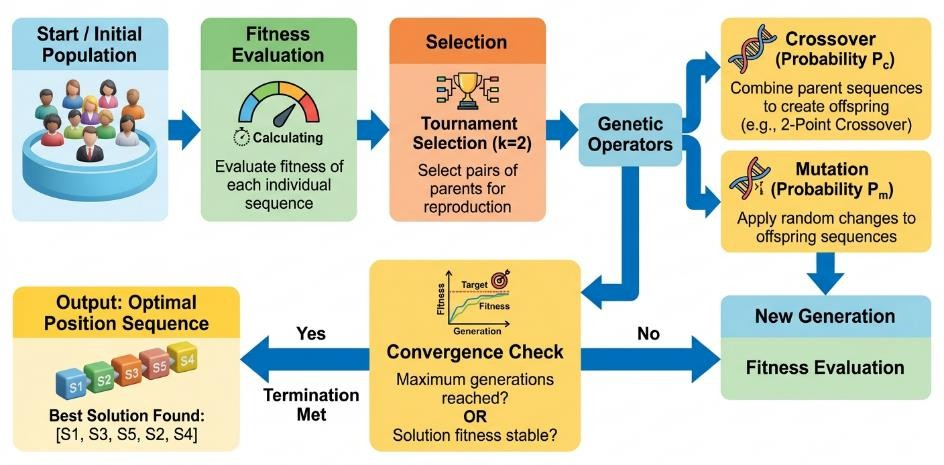 Start / Initial
Population
Fitness
Evaluation
Calculating
Evaluate fitness of
each individual
sequence
Selection
Tournament
Selection (k=2)
Select pairs of
parents for
reproduction
Genetic
Operators
Crossover
(Probability Pc)
Combine parent sequences
to create offspring
(e.g., 2-Point Crossover)
Mutation
(Probability Pm)
Apply random changes to
offspring sequences
New Generation
Fitness Evaluation
No
Fitness
Target
Fitness
Generation
Convergence Check
Maximum generations
reached?
OR
Solution fitness stable?
Yes
Termination
Met
Output: Optimal
Position Sequence
S1 S2 S3 S5 S4
Best Solution Found:
[S1, S3, S5, S2, S4]